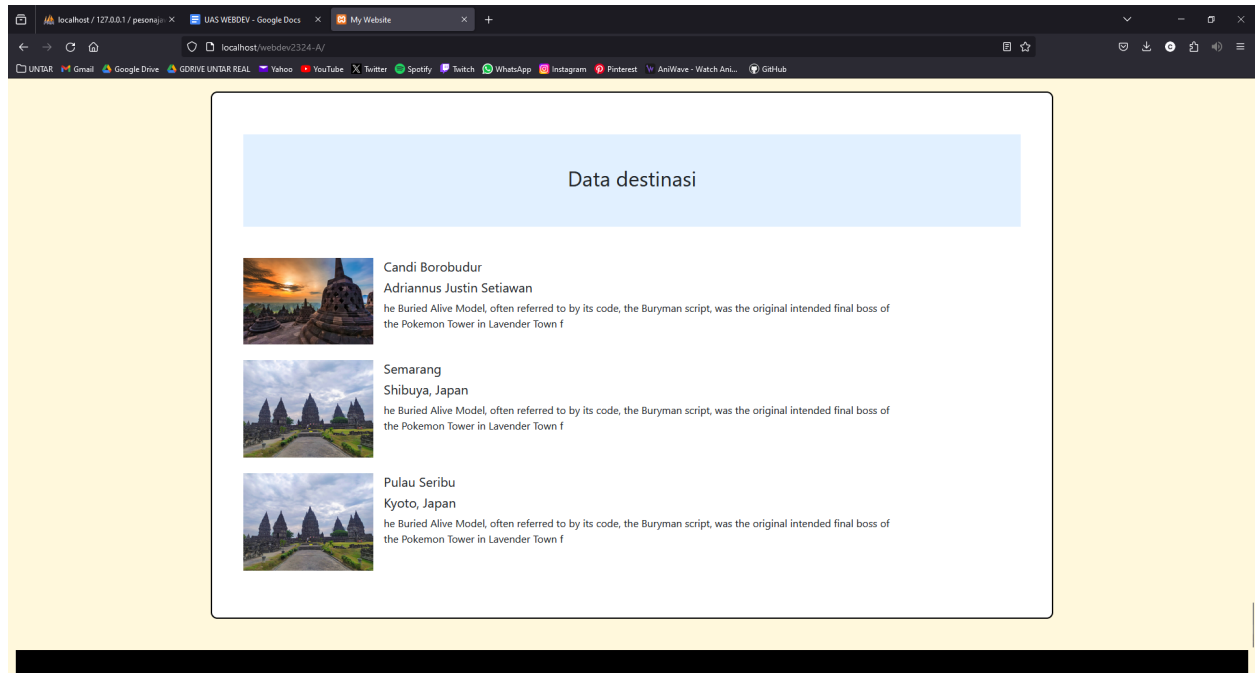 localhost / 127.0.0.1 / pesonajav
UAS WEBDEV - Google Docs
My Website
localhost/webdev2324-A/
UNTAR Gmail Google Drive GDRIVE UNTAR REAL Yahoo YouTube Twitter Spotify Twitch WhatsApp Instagram Pinterest AniWave - Watch Ani... GitHub
Data destinasi
Candi Borobudur
Adriannus Justin Setiawan
he Buried Alive Model, often referred to by its code, the Buryman script, was the original intended final boss of
the Pokemon Tower in Lavender Town f
Semarang
Shibuya, Japan
he Buried Alive Model, often referred to by its code, the Buryman script, was the original intended final boss of
the Pokemon Tower in Lavender Town f
Pulau Seribu
Kyoto, Japan
he Buried Alive Model, often referred to by its code, the Buryman script, was the original intended final boss of
the Pokemon Tower in Lavender Town f